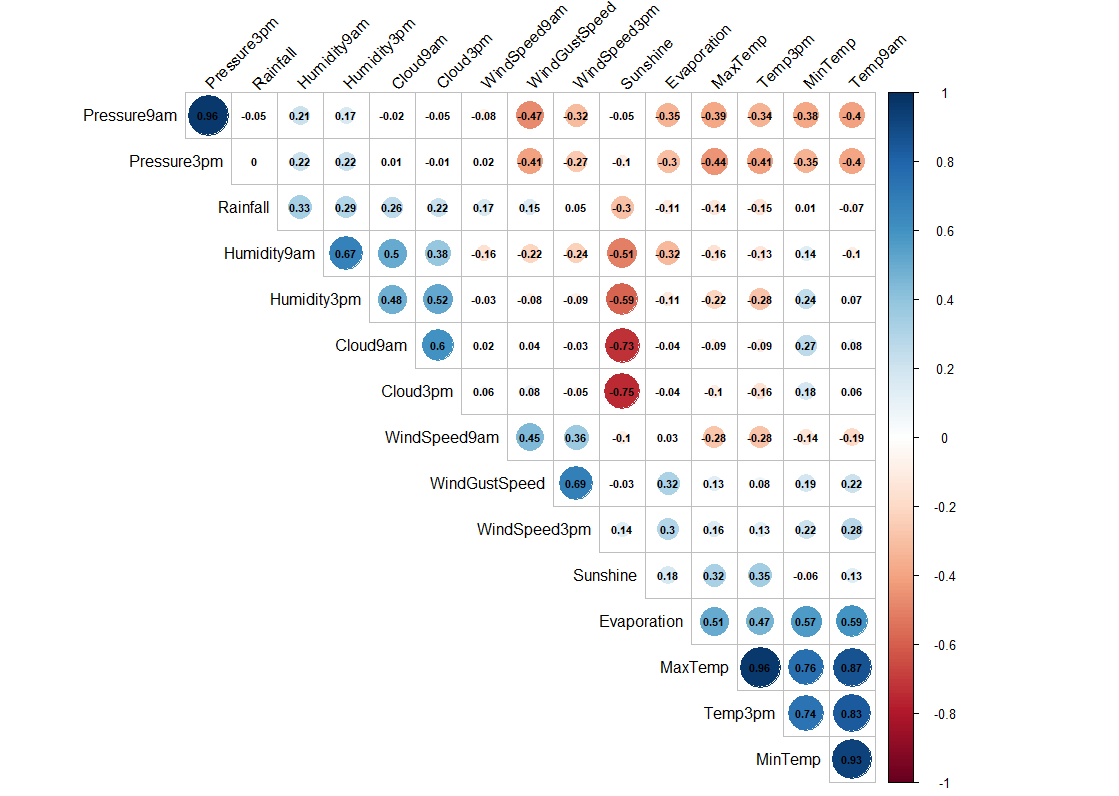 Pressure3pm Rainfall Humidity9am Humidity3pm Cloud9am Cloud3pm WindSpeed9am WindGustSpeed WindSpeed3pm Sunshine Evaporation MaxTemp Temp3pm MinTemp Temp9am
Pressure9am 0.96 -0.05 0.21 0.17 -0.02 -0.05 -0.08 -0.47 -0.32 -0.05 -0.35 -0.39 -0.34 -0.38 -0.4
Pressure3pm 0 0.22 0.22 0.01 -0.01 0.02 -0.41 -0.27 -0.1 -0.3 -0.44 -0.41 -0.35 -0.4
Rainfall 0.33 0.29 0.26 0.22 0.17 0.15 0.05 -0.3 -0.11 -0.14 -0.15 0.01 -0.07
Humidity9am 0.67 0.5 0.38 -0.16 -0.22 -0.24 -0.51 -0.32 -0.16 -0.13 0.14 -0.1
Humidity3pm 0.48 0.52 -0.03 -0.08 -0.09 -0.59 -0.11 -0.22 -0.28 0.24 0.07
Cloud9am 0.6 0.02 0.04 -0.03 -0.73 -0.04 -0.09 -0.09 0.27 0.08
Cloud3pm 0.06 0.08 -0.05 -0.75 -0.04 -0.1 -0.16 0.18 0.06
WindSpeed9am 0.45 0.36 -0.1 0.03 -0.28 -0.28 -0.14 -0.19
WindGustSpeed 0.69 -0.03 0.32 0.13 0.08 0.19 0.22
WindSpeed3pm 0.14 0.3 0.16 0.13 0.22 0.28
Sunshine 0.18 0.32 0.35 -0.06 0.13
Evaporation 0.51 0.47 0.57 0.59
MaxTemp 0.96 0.76 0.87
Temp3pm 0.74 0.83
MinTemp 0.93
1
0.8
0.6
0.4
0.2
0
-0.2
-0.4
-0.6
-0.8
-1